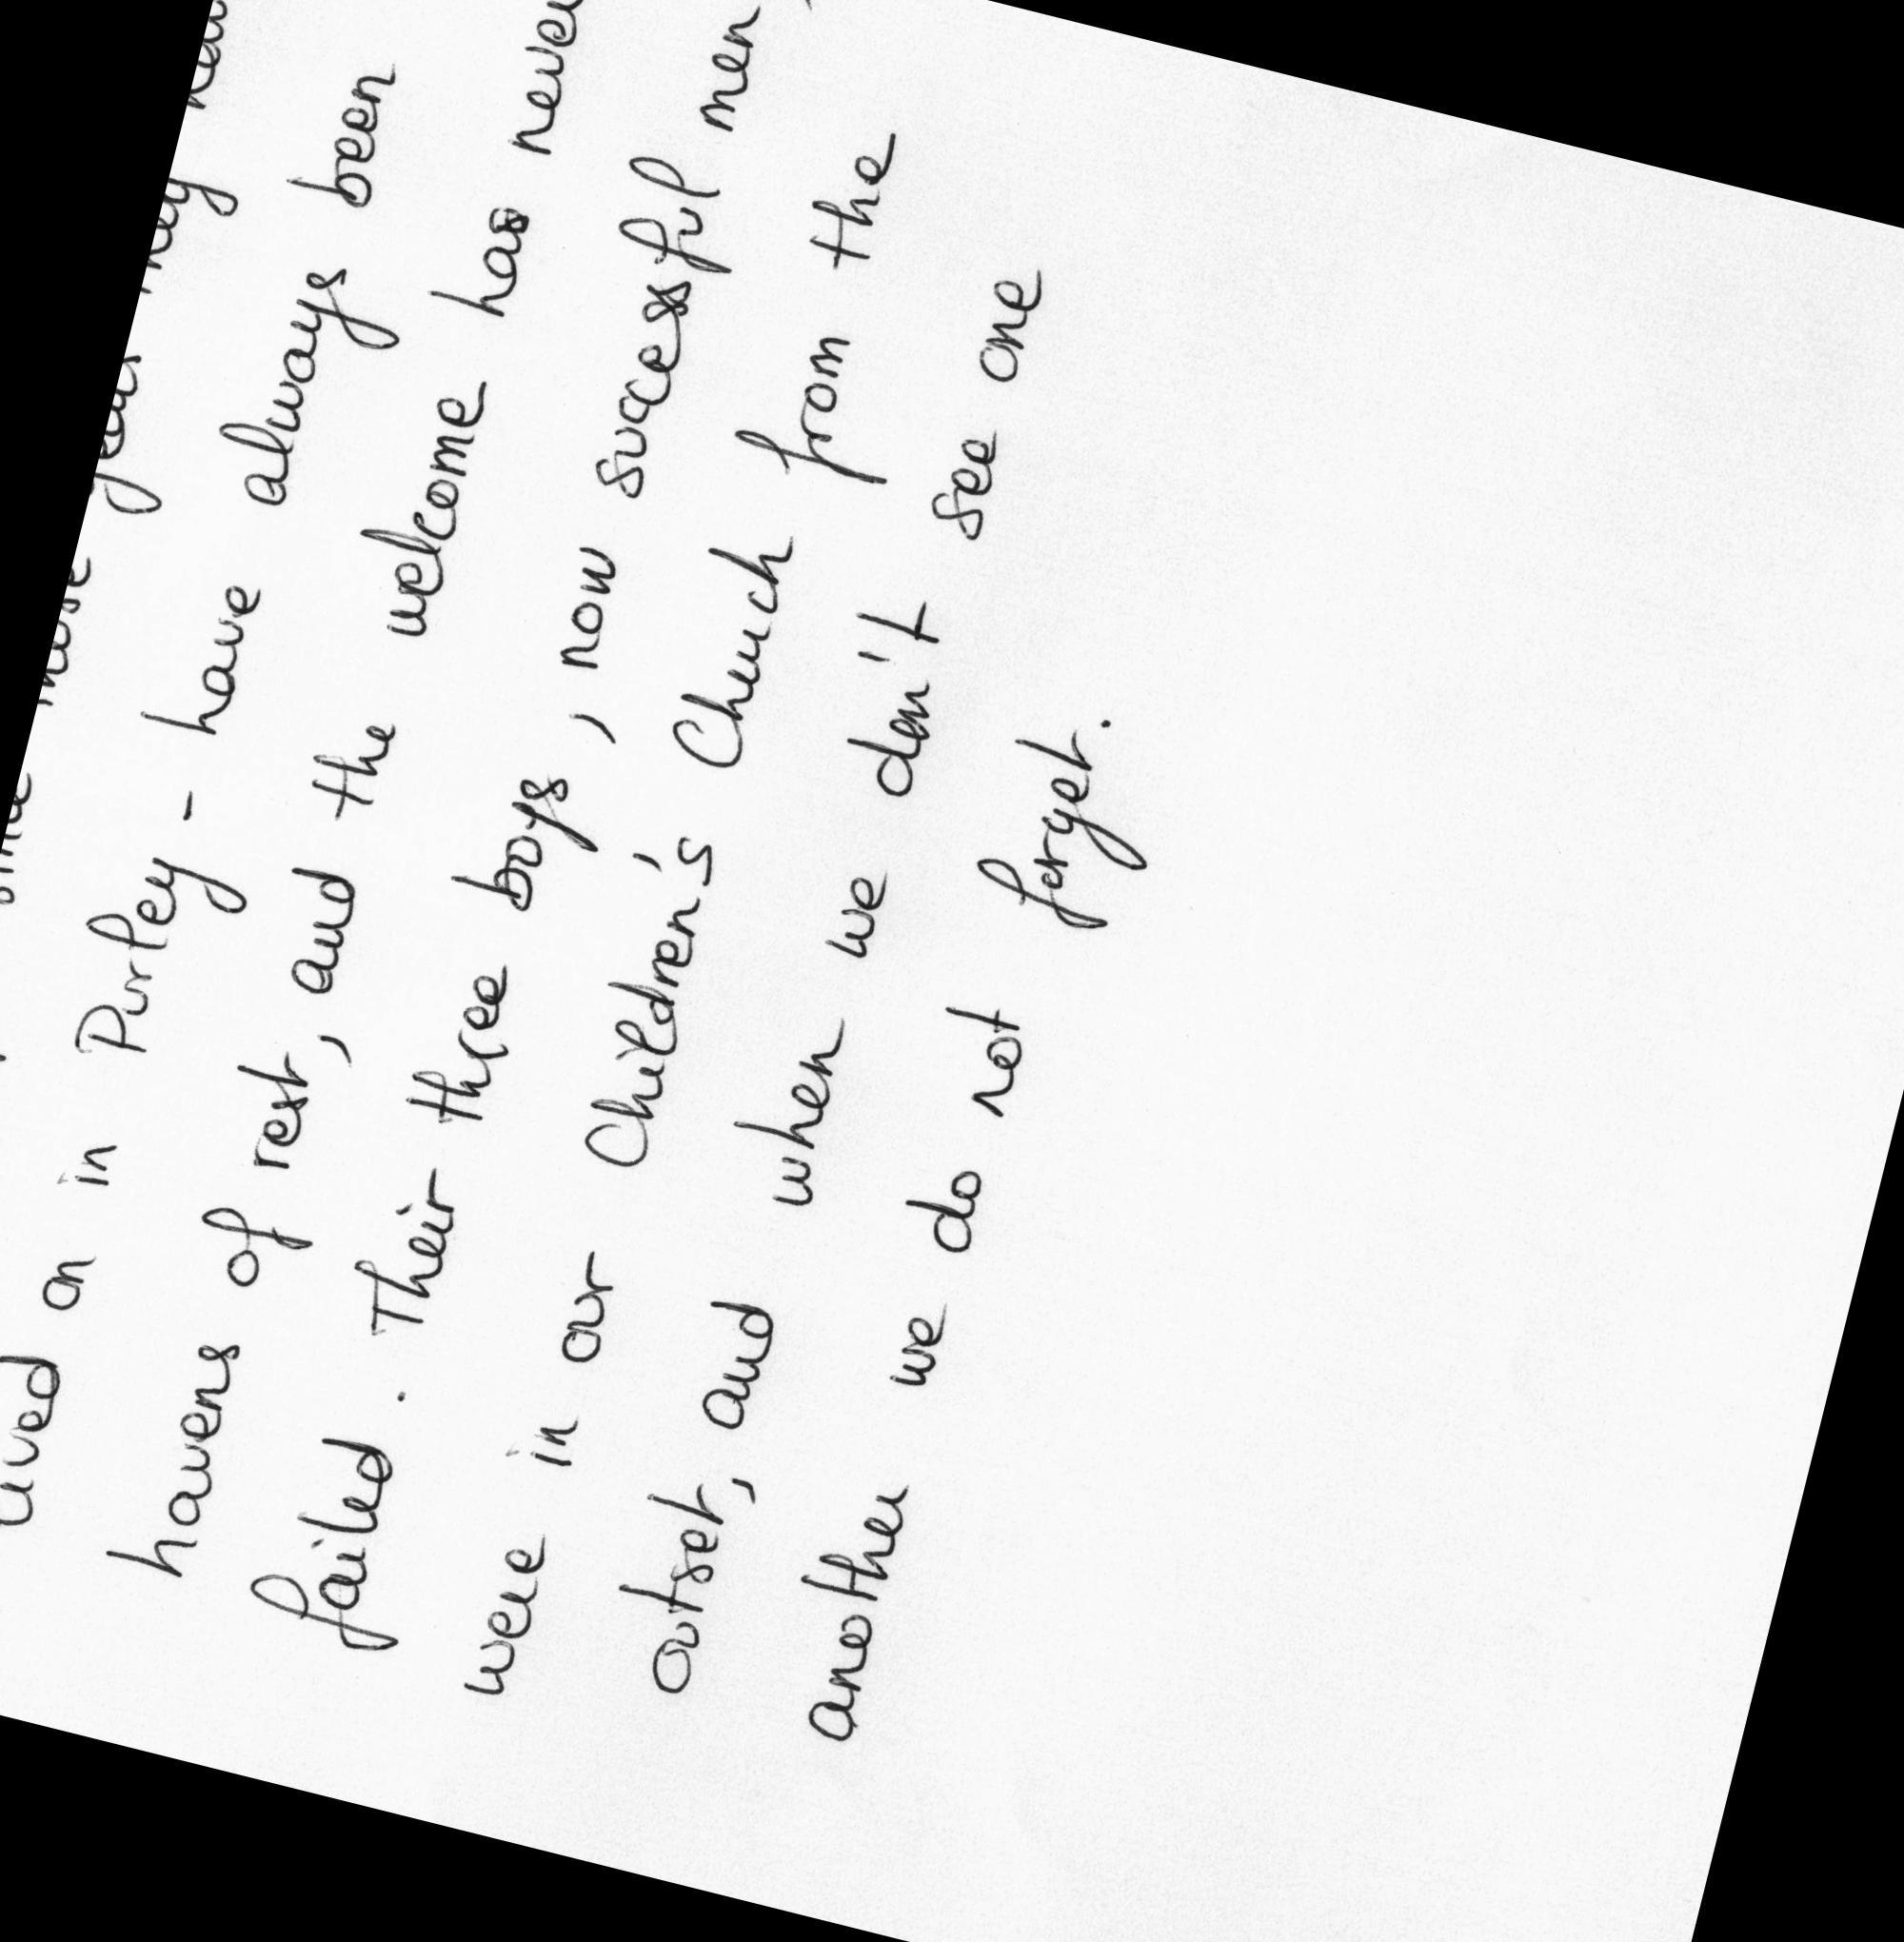 lived on in Purley - have always been
havens of rest, and the welcome has never
failed. Their three boys, now successful men,
were in our Children's Church from the
outset, and when we don't see one
another we do not forget.